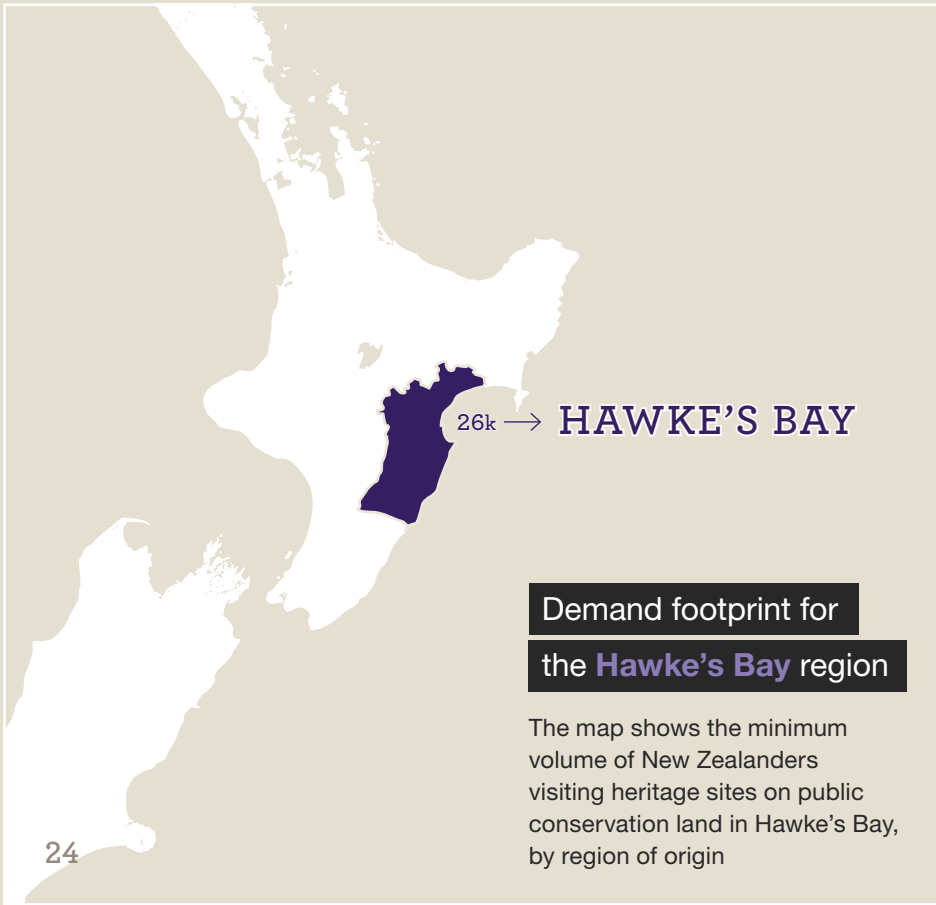 26k → HAWKE’S BAY
Demand footprint for
the Hawke’s Bay region
The map shows the minimum
volume of New Zealanders
visiting heritage sites on public
conservation land in Hawke’s Bay,
by region of origin
24